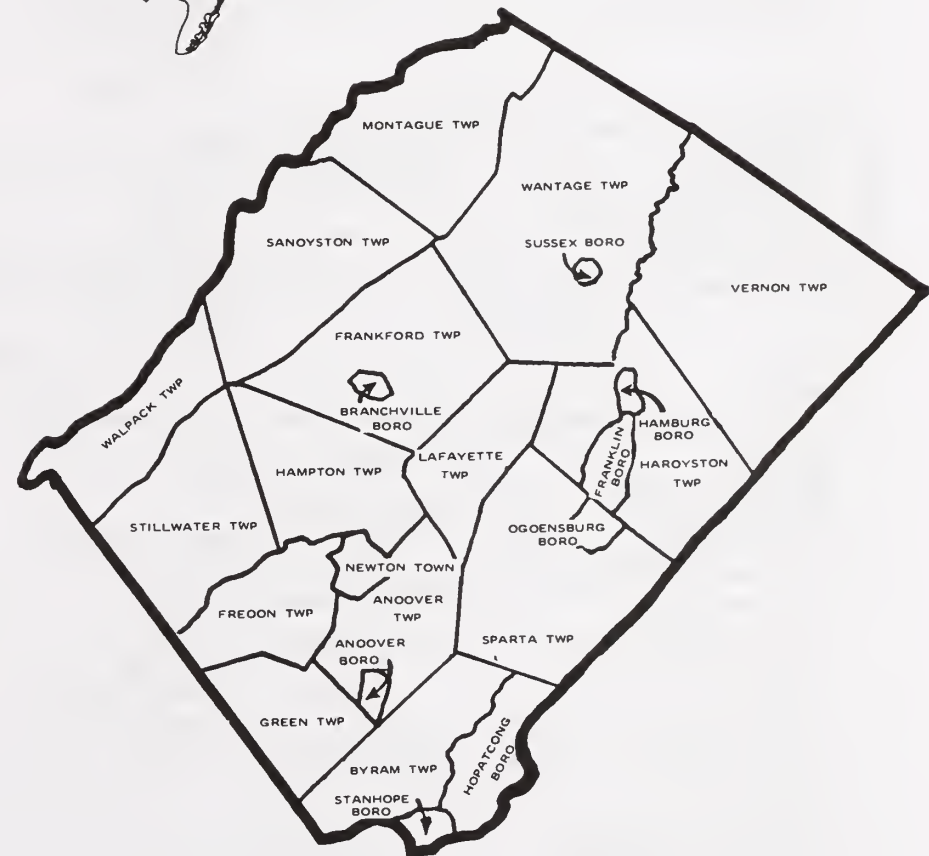 MONTAGUE TWP
WANTAGE TWP
SANOYSTON TWP
SUSSEX BORO
VERNON TWP
FRANKFORD TWP
WALPACK TWP
BRANCHVILLE
BORO
HAMBURG
BORO
FRANKLIN
BORO
LAFAYETTE
TWP
HAMPTON TWP
HAROYSTON
TWP
STILLWATER TWP
OGOENSBURG
BORO
NEWTON TOWN
ANOOVER
TWP
FREOON TWP
SPARTA TWP
ANOOVER
BORO
GREEN TWP
HOPATCONG
BORO
BYRAM TWP
STANHOPE
BORO